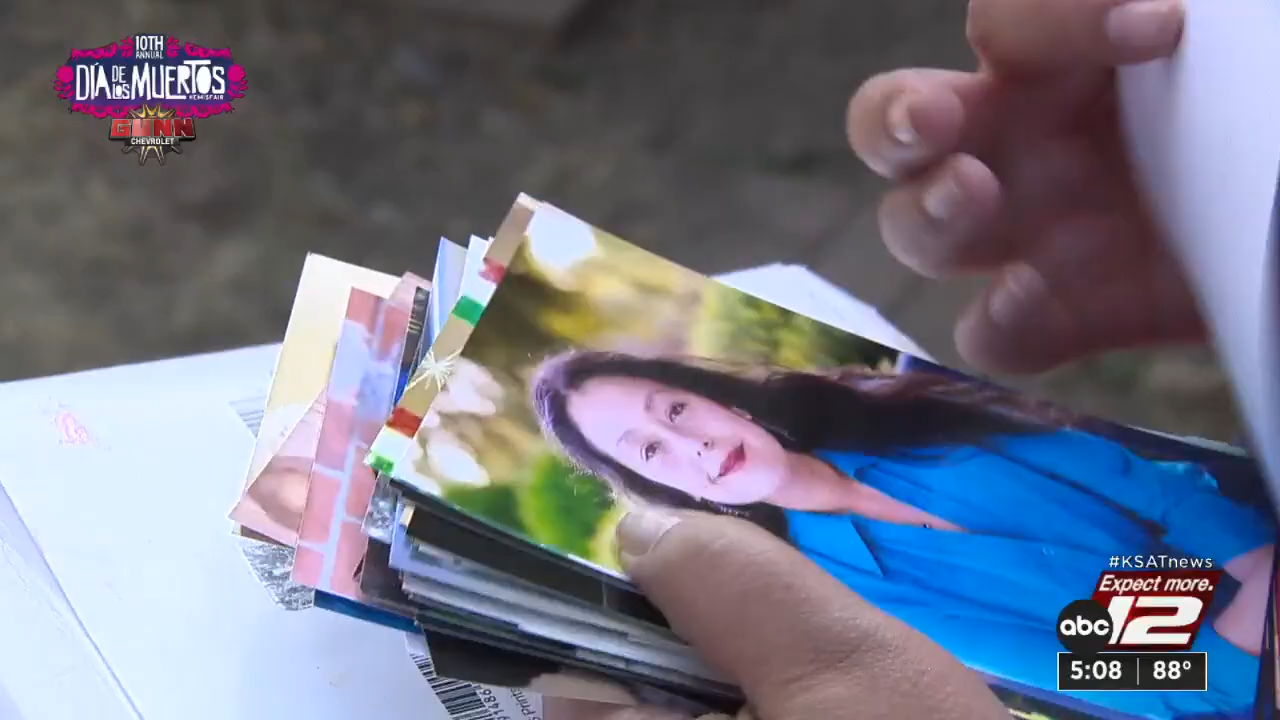 10TH
ANNUAL
DÍA DE LOS MUERTOS
HEMISFAIR
GUNN
CHEVROLET
#KSATnews
Expect more.
abc 12
5:08 88°